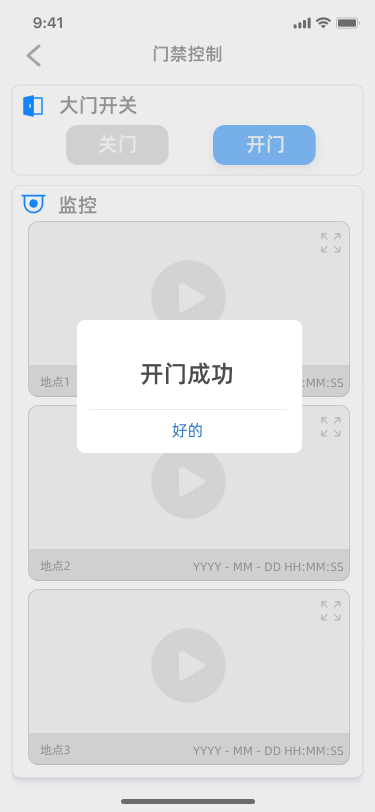 9:41
门禁控制
大门开关
关门
开门
监控
地点1
:MM:SS
开门成功
好的
地点2
YYYY - MM - DD HH:MM:SS
地点3
YYYY - MM - DD HH:MM:SS